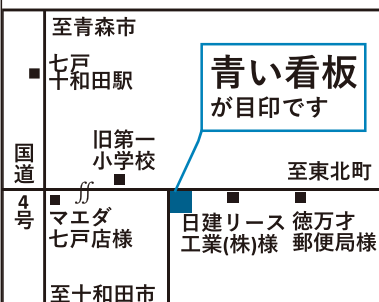 至青森市
七戸
十和田駅
青い看板
が目印です
旧第一
小学校
国道
4号
至東北町
マエダ
七戸店様
日建リース
工業(株)様
徳万才
郵便局様
至十和田市